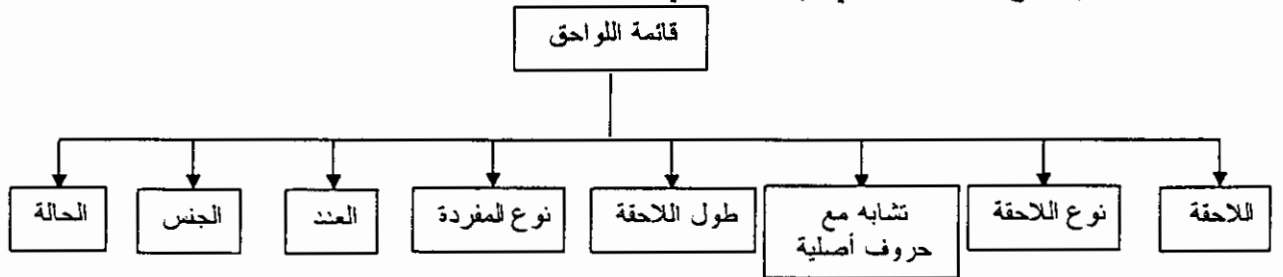 قائمة اللواحق
اللاحقة
نوع اللاحقة
تشابه مع
حروف أصلية
طول اللاحقة
نوع المفردة
العدد
الجنس
الحالة